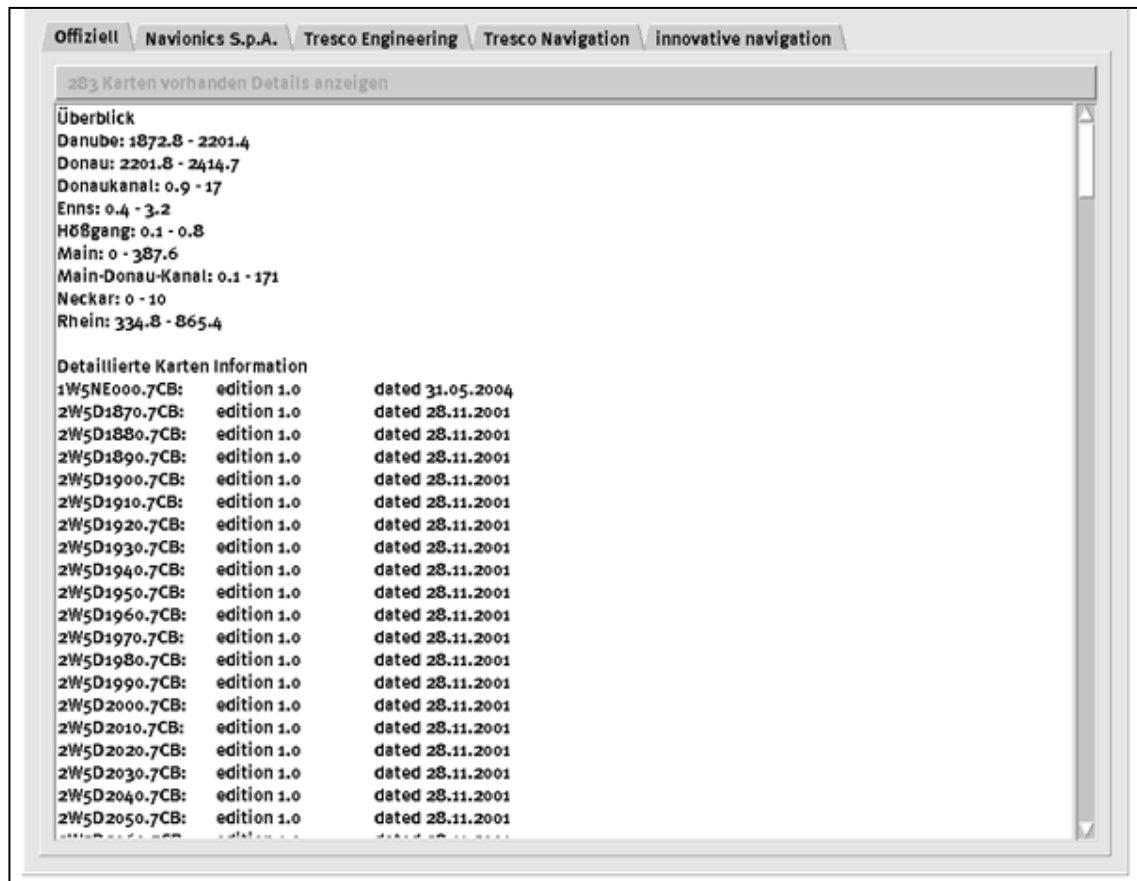 Offiziell Navionics S.p.A. Tresco Engineering Tresco Navigation innovative navigation
283 Karten vorhanden Details anzeigen
Überblick
Danube: 1872.8 - 2201.4
Donau: 2201.8 - 2414.7
Donaukanal: 0.9 - 17
Enns: 0.4 - 3.2
Hößgang: 0.1 - 0.8
Main: 0 - 387.6
Main-Donau-Kanal: 0.1 - 171
Neckar: 0 - 10
Rhein: 334.8 - 865.4
Detaillierte Karten Information
1W5NE000.7CB: edition 1.0 dated 31.05.2004
2W5D1870.7CB: edition 1.0 dated 28.11.2001
2W5D1880.7CB: edition 1.0 dated 28.11.2001
2W5D1890.7CB: edition 1.0 dated 28.11.2001
2W5D1900.7CB: edition 1.0 dated 28.11.2001
2W5D1910.7CB: edition 1.0 dated 28.11.2001
2W5D1920.7CB: edition 1.0 dated 28.11.2001
2W5D1930.7CB: edition 1.0 dated 28.11.2001
2W5D1940.7CB: edition 1.0 dated 28.11.2001
2W5D1950.7CB: edition 1.0 dated 28.11.2001
2W5D1960.7CB: edition 1.0 dated 28.11.2001
2W5D1970.7CB: edition 1.0 dated 28.11.2001
2W5D1980.7CB: edition 1.0 dated 28.11.2001
2W5D1990.7CB: edition 1.0 dated 28.11.2001
2W5D2000.7CB: edition 1.0 dated 28.11.2001
2W5D2010.7CB: edition 1.0 dated 28.11.2001
2W5D2020.7CB: edition 1.0 dated 28.11.2001
2W5D2030.7CB: edition 1.0 dated 28.11.2001
2W5D2040.7CB: edition 1.0 dated 28.11.2001
2W5D2050.7CB: edition 1.0 dated 28.11.2001